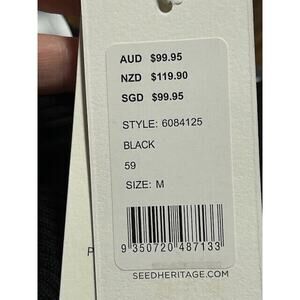 AUD $99.95
NZD $119.90
SGD $99.95
STYLE: 6084125
BLACK
59
SIZE: M
9 350720 487133
SEEDHERITAGE.COM